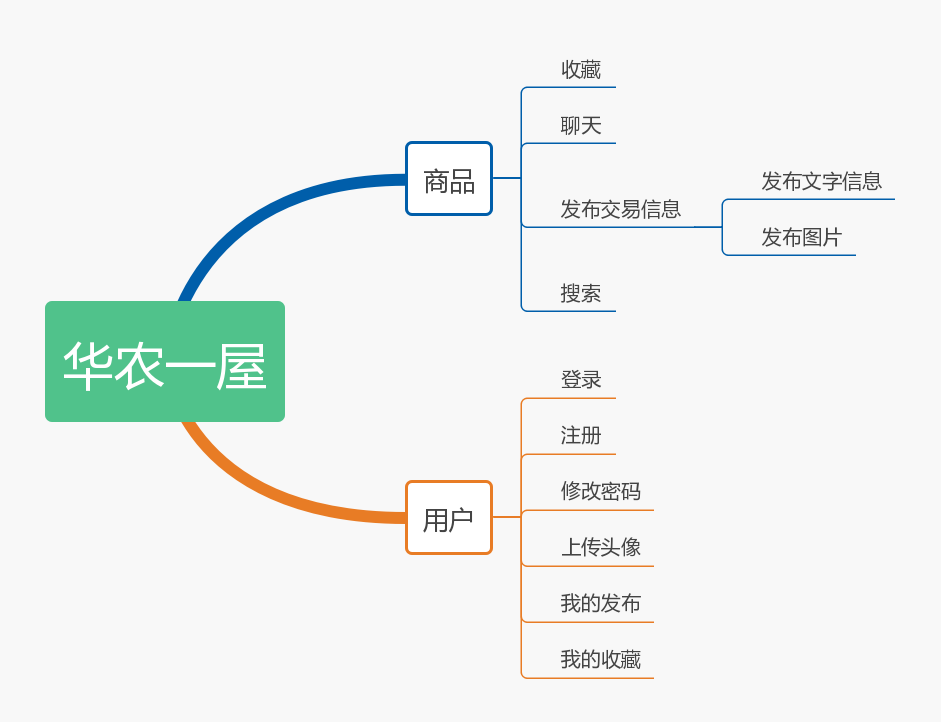 华农一屋
商品
收藏
聊天
发布交易信息
发布文字信息
发布图片
搜索
用户
登录
注册
修改密码
上传头像
我的发布
我的收藏